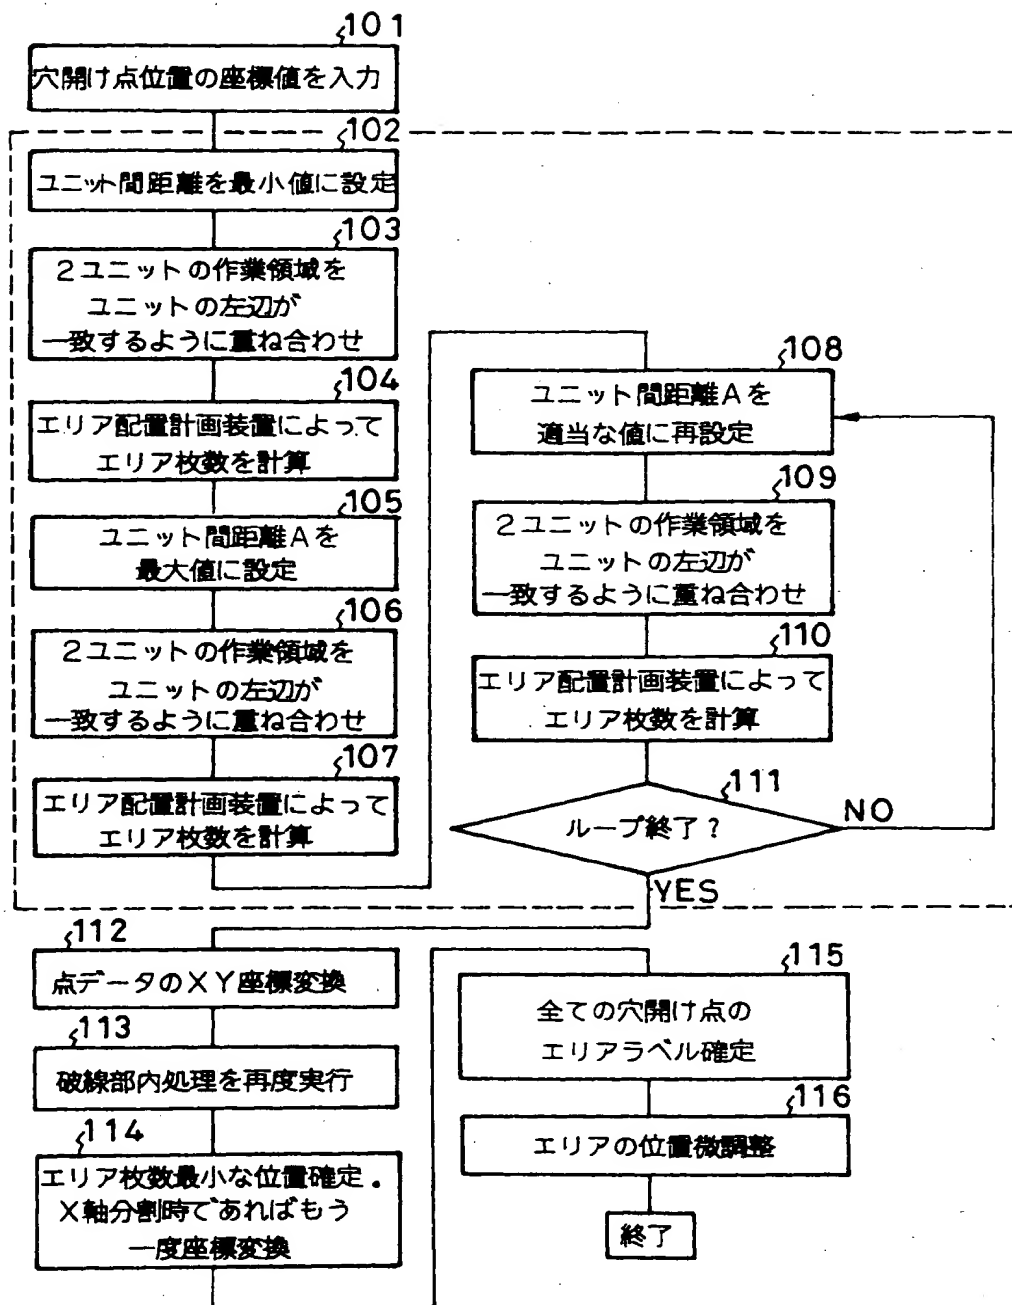 101
穴開け点位置の座標値を入力
102
ユニット間距離を最小値に設定
103
2ユニットの作業領域を
ユニットの左辺が
一致するように重ね合わせ
104
エリア配置計画装置によって
エリア枚数を計算
105
ユニット間距離Aを
最大値に設定
106
2ユニットの作業領域を
ユニットの左辺が
一致するように重ね合わせ
107
エリア配置計画装置によって
エリア枚数を計算
108
ユニット間距離Aを
適当な値に再設定
109
2ユニットの作業領域を
ユニットの左辺が
一致するように重ね合わせ
110
エリア配置計画装置によって
エリア枚数を計算
111
ループ終了?
NO
YES
112
点データのXY座標変換
113
破線部内処理を再度実行
114
エリア枚数最小な位置確定.
X軸分割時であればもう
一度座標変換
115
全ての穴開け点の
エリアラベル確定
116
エリアの位置微調整
終了